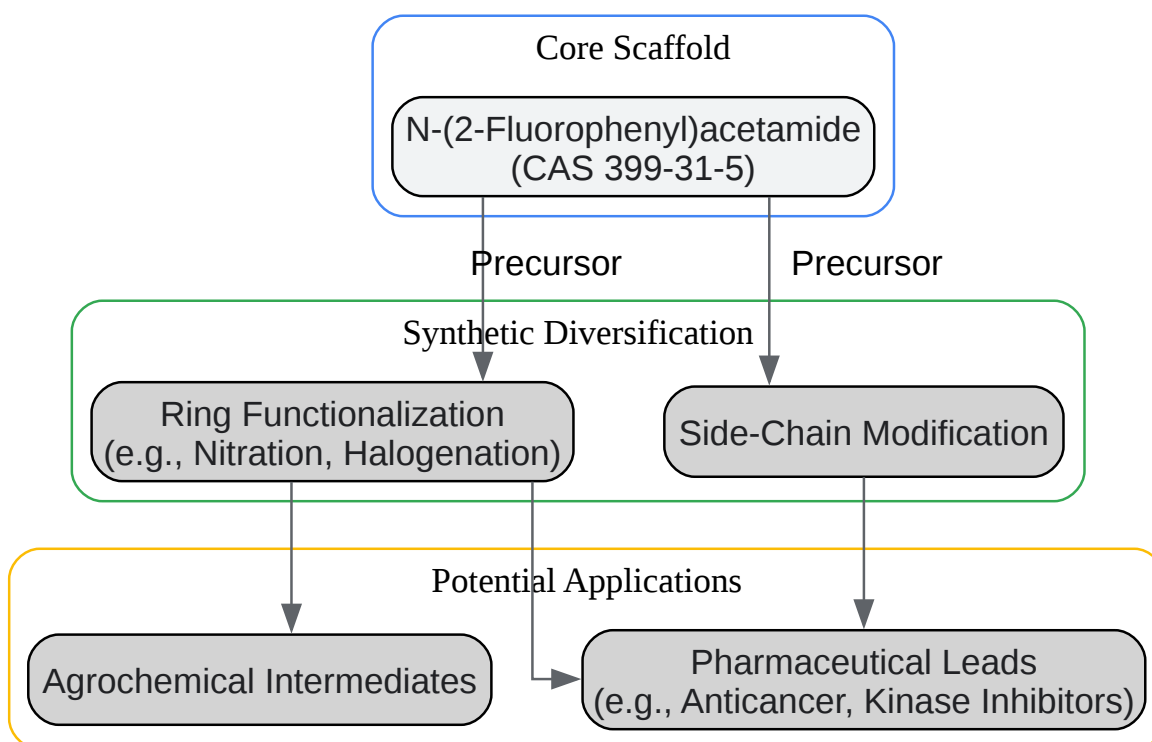 Core Scaffold
N-(2-Fluorophenyl)acetamide
(CAS 399-31-5)
Precursor
Precursor
Synthetic Diversification
Ring Functionalization
(e.g., Nitration, Halogenation)
Side-Chain Modification
Potential Applications
Agrochemical Intermediates
Pharmaceutical Leads
(e.g., Anticancer, Kinase Inhibitors)